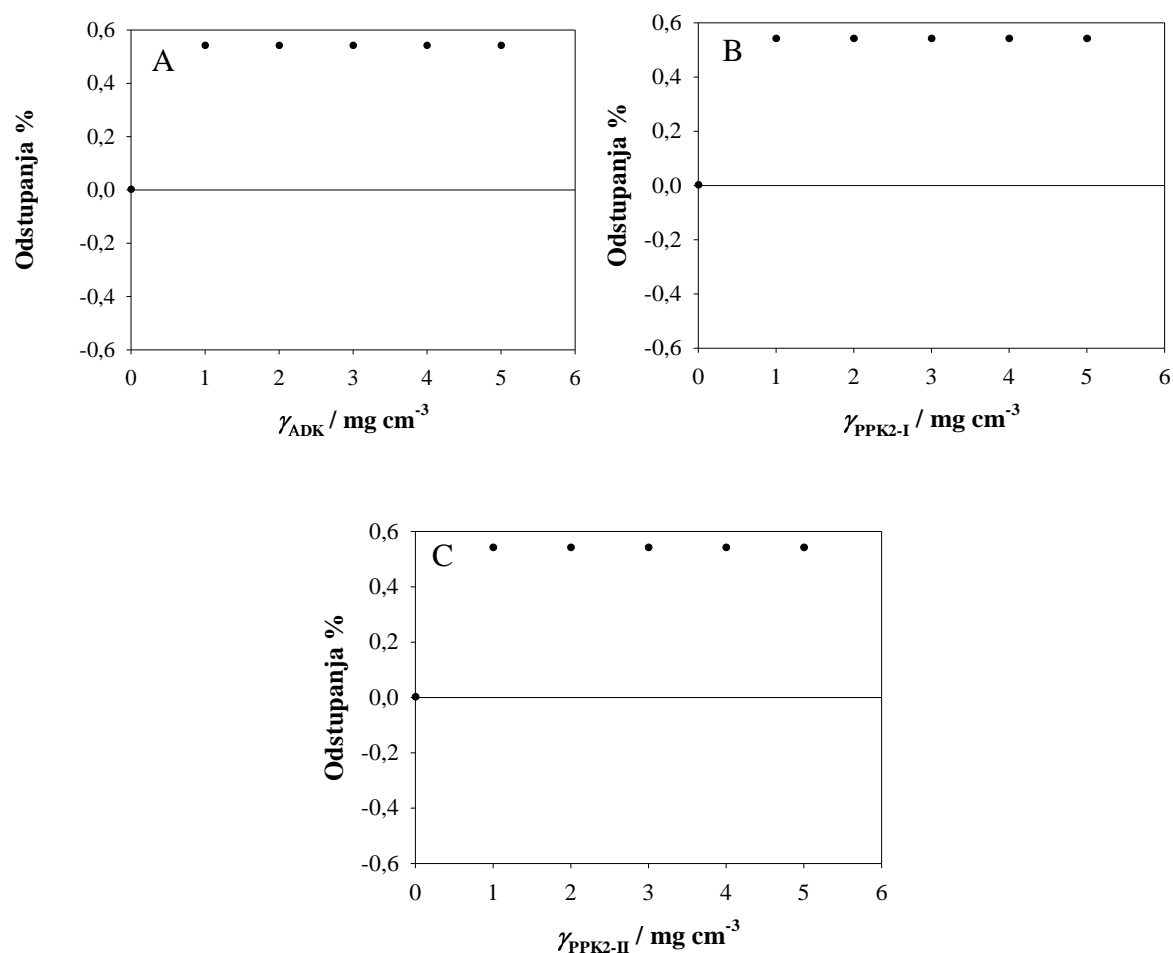 A
Odstupanja %
0,6
0,4
0,2
0,0
-0,2
-0,4
-0,6
0 1 2 3 4 5 6
γADK / mg cm-3
B
Odstupanja %
0,6
0,4
0,2
0,0
-0,2
-0,4
-0,6
0 1 2 3 4 5 6
γPPK2-I / mg cm-3
C
Odstupanja %
0,6
0,4
0,2
0,0
-0,2
-0,4
-0,6
0 1 2 3 4 5 6
γPPK2-II / mg cm-3